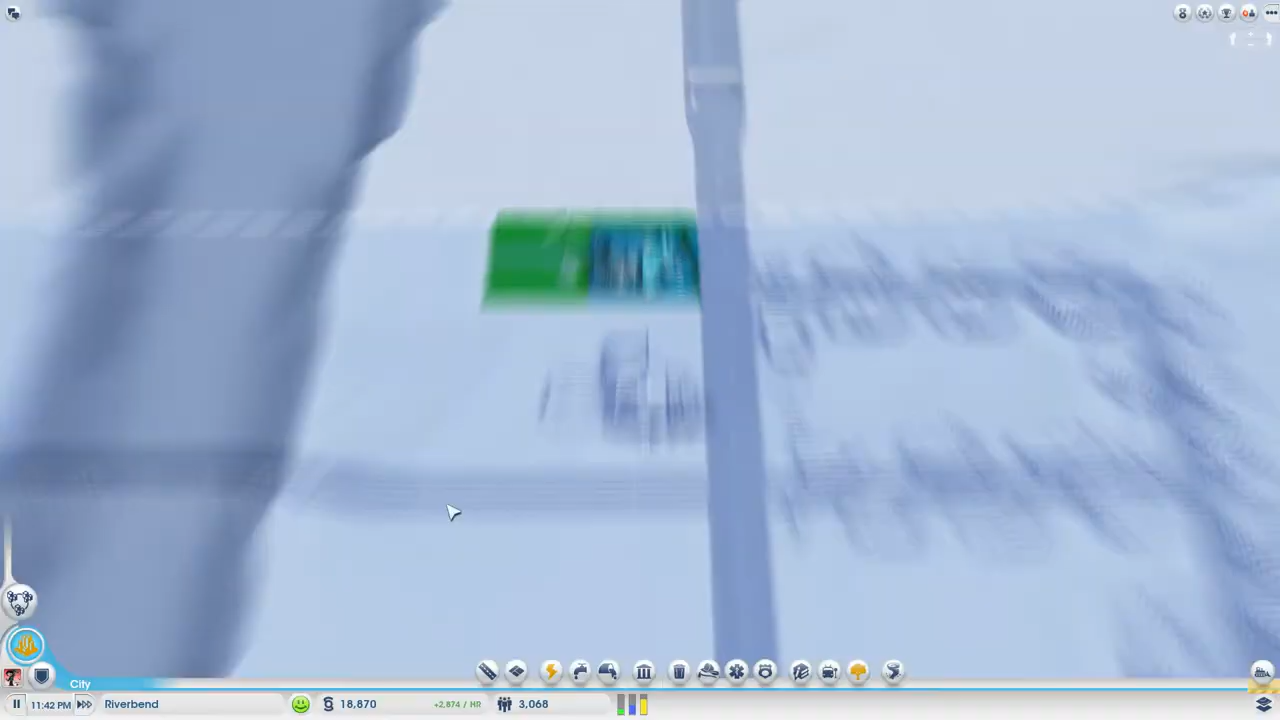 City
11:42 PM
Riverbend
18,870
+2,874 / HR
3,068